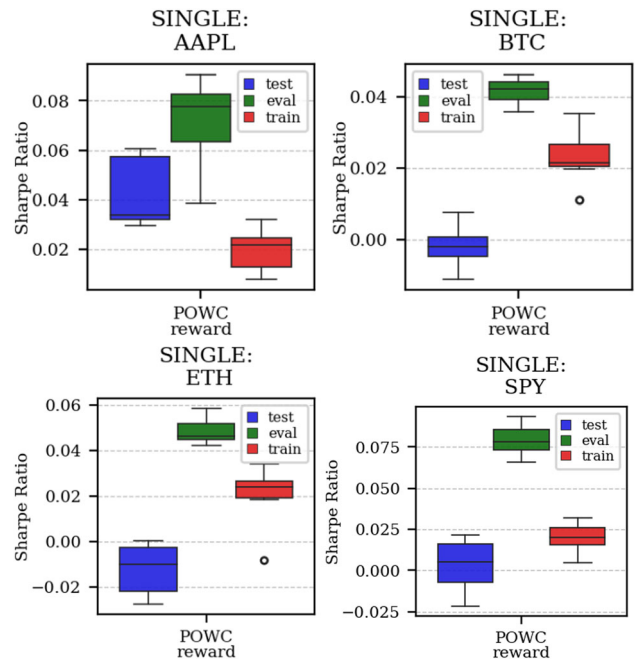 SINGLE:
AAPL
Sharpe Ratio
0.08
0.06
0.04
0.02
test
eval
train
POWC
reward
SINGLE:
BTC
Sharpe Ratio
0.04
0.02
0.00
test
eval
train
POWC
reward
SINGLE:
ETH
Sharpe Ratio
0.06
0.04
0.02
0.00
−0.02
test
eval
train
POWC
reward
SINGLE:
SPY
Sharpe Ratio
0.075
0.050
0.025
0.000
−0.025
test
eval
train
POWC
reward